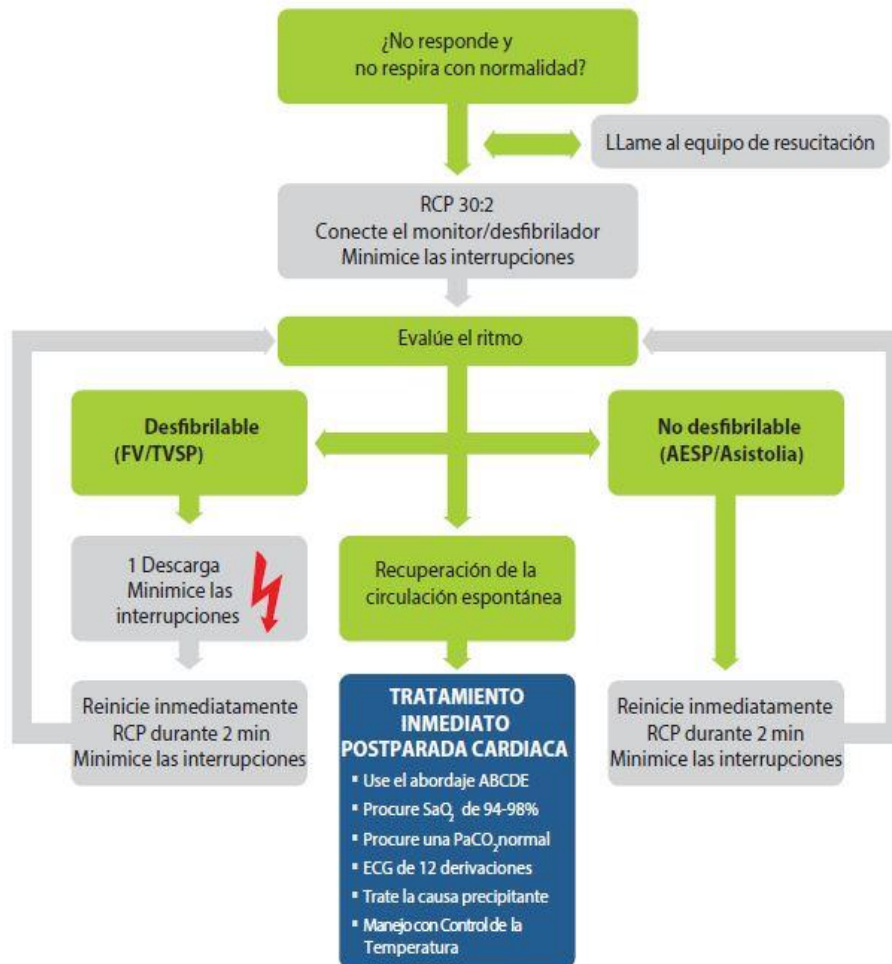 ¿No responde y
no respira con normalidad?
LLame al equipo de resucitación
RCP 30:2
Conecte el monitor/desfibrilador
Minimice las interrupciones
Evalúe el ritmo
Desfibrilable
(FV/TVSP)
No desfibrilable
(AESP/Asistolia)
1 Descarga
Minimice las
interrupciones
Recuperación de la
circulación espontánea
Reinicie inmediatamente
RCP durante 2 min
Minimice las interrupciones
TRATAMIENTO
INMEDIATO
POSTPARADA CARDIACA
▪ Use el abordaje ABCDE
▪ Procure SaO₂ de 94-98%
▪ Procure una PaCO₂normal
▪ ECG de 12 derivaciones
▪ Trate la causa precipitante
▪ Manejo con Control de la
Temperatura
Reinicie inmediatamente
RCP durante 2 min
Minimice las interrupciones